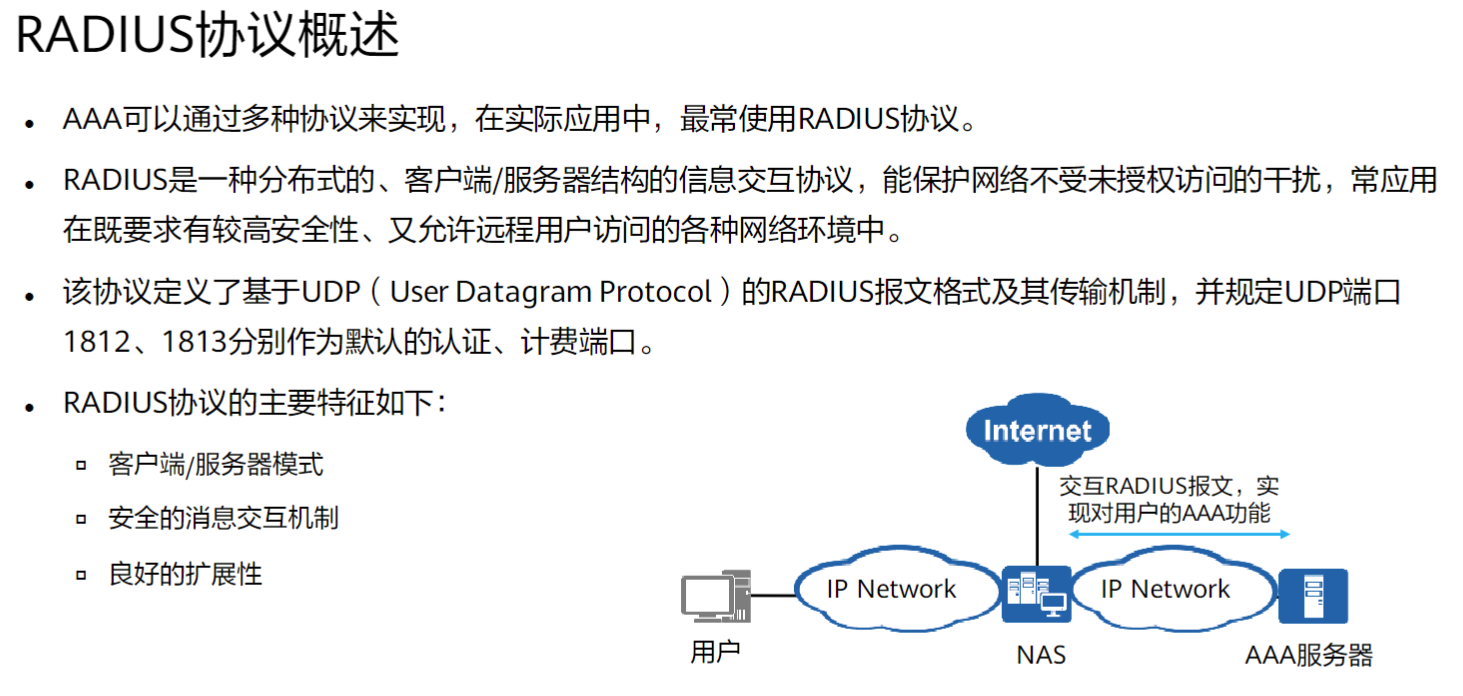 RADIUS协议概述
• AAA可以通过多种协议来实现，在实际应用中，最常使用RADIUS协议。
• RADIUS是一种分布式的、客户端/服务器结构的信息交互协议，能保护网络不受未授权访问的干扰，常应用
在既要求有较高安全性、又允许远程用户访问的各种网络环境中。
• 该协议定义了基于UDP（User Datagram Protocol）的RADIUS报文格式及其传输机制，并规定UDP端口
1812、1813分别作为默认的认证、计费端口。
• RADIUS协议的主要特征如下：
▫ 客户端/服务器模式
▫ 安全的消息交互机制
▫ 良好的扩展性
Internet
交互RADIUS报文，实
现对用户的AAA功能
IP Network
IP Network
用户
NAS
AAA服务器